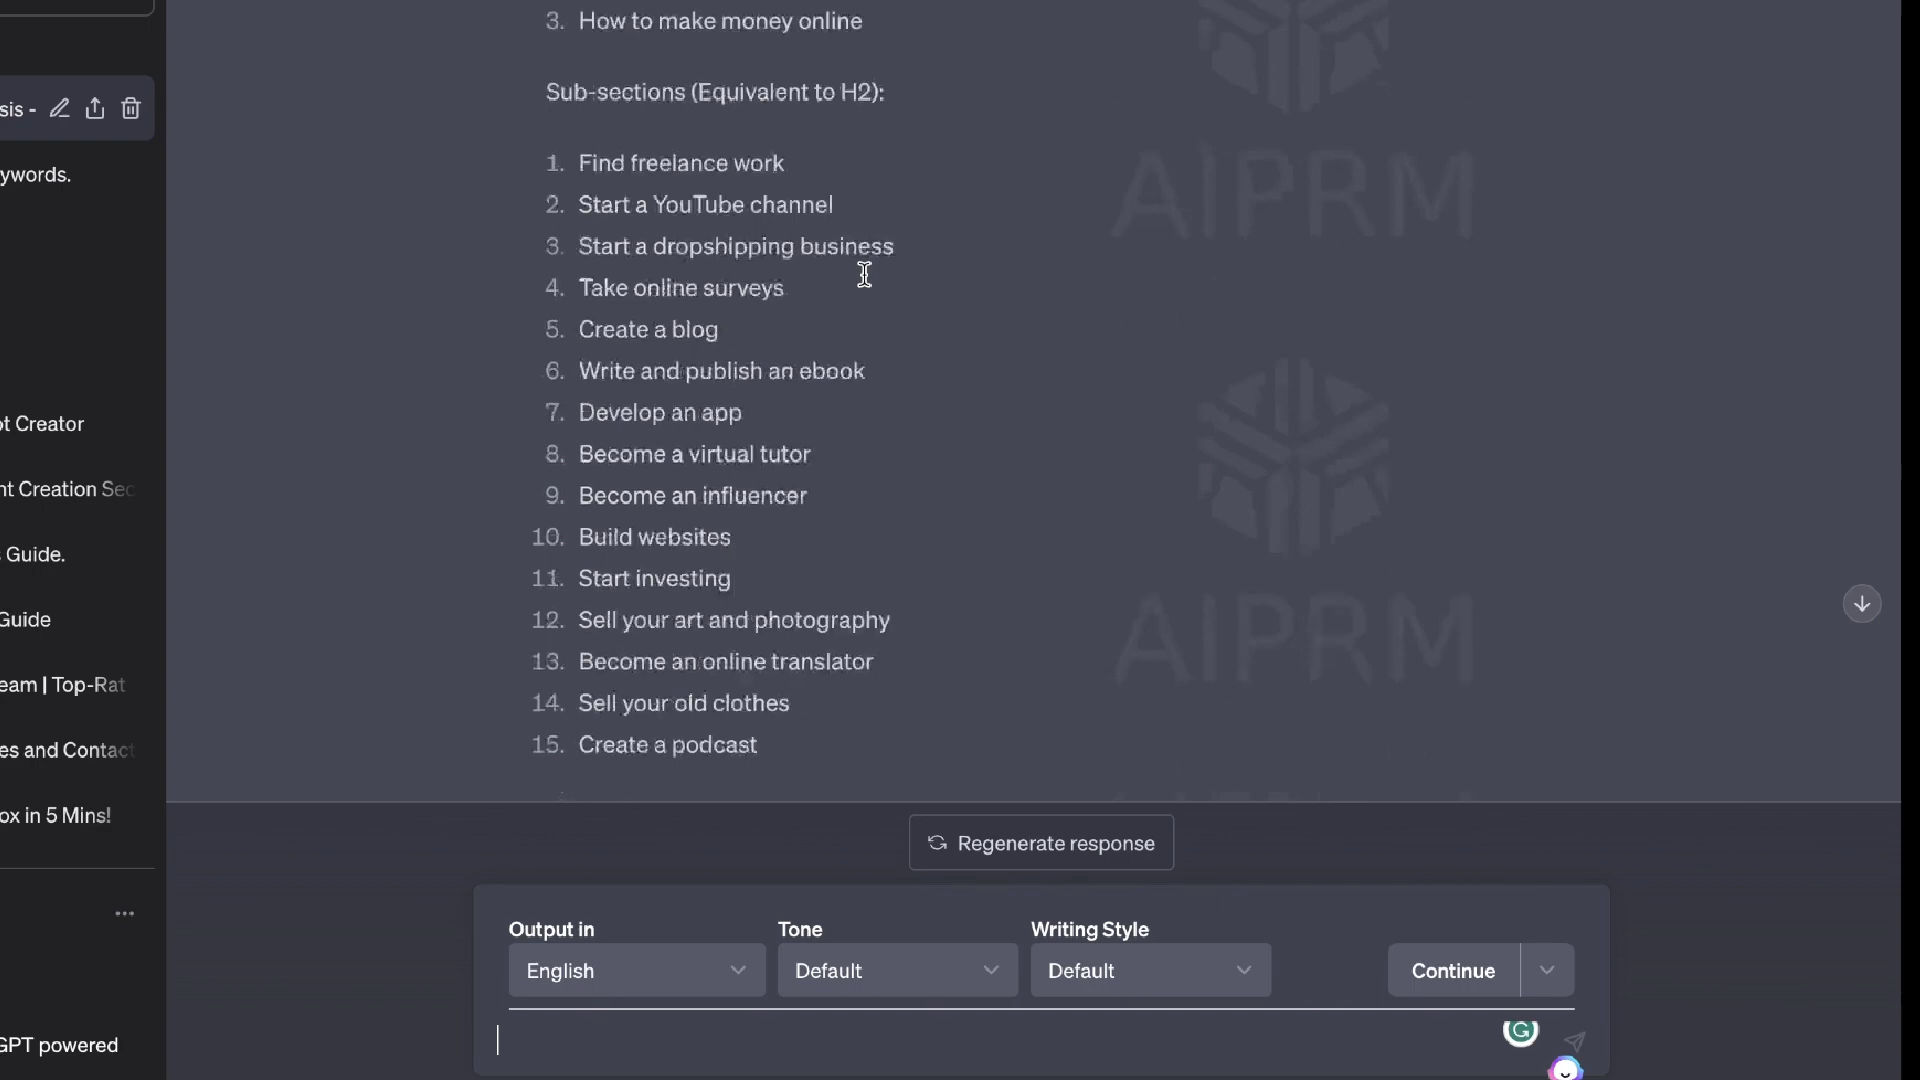 3. How to make money online
Sub-sections (Equivalent to H2):
sis -
ywords.
1. Find freelance work
2. Start a YouTube channel
3. Start a dropshipping business
4. Take online surveys
5. Create a blog
6. Write and publish an ebook
7. Develop an app
8. Become a virtual tutor
9. Become an influencer
10. Build websites
11. Start investing
12. Sell your art and photography
13. Become an online translator
14. Sell your old clothes
15. Create a podcast
AIPRM
AIPRM
ot Creator
nt Creation Sec
s Guide.
Guide
eam | Top-Rat
es and Contact
ox in 5 Mins!
GPT powered
Regenerate response
Output in
Tone
Writing Style
English
Default
Default
Continue